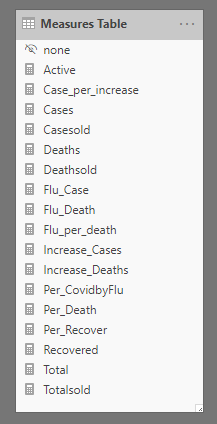 Measures Table
none
Active
Case_per_increase
Cases
Casesold
Deaths
Deathsold
Flu_Case
Flu_Death
Flu_per_death
Increase_Cases
Increase_Deaths
Per_CovidbyFlu
Per_Death
Per_Recover
Recovered
Total
Totalsold